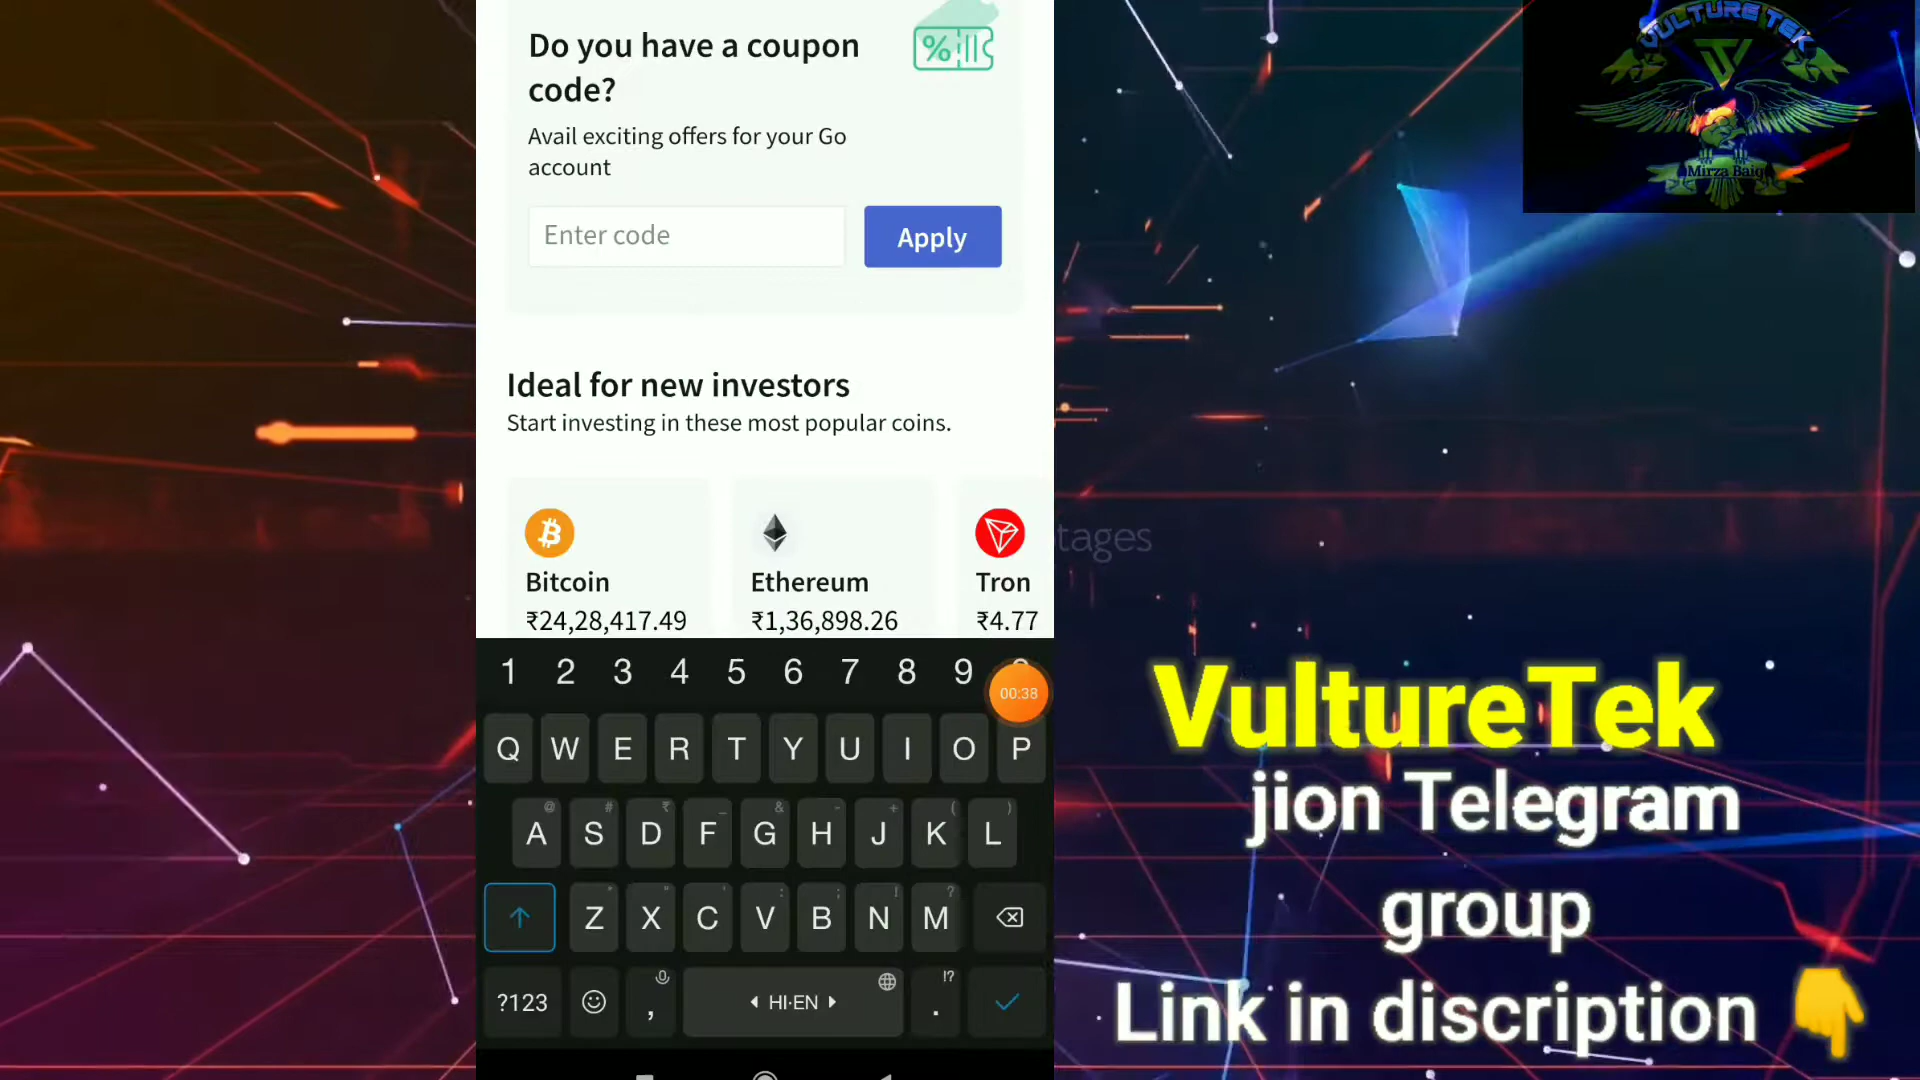 Do you have a coupon
code?
Avail exciting offers for your Go
account
Enter code
Apply
Ideal for new investors
Start investing in these most popular coins.
Bitcoin
₹24,28,417.49
Ethereum
₹1,36,898.26
Tron
₹4.77
1 2 3 4 5 6 7 8 9
00:38
Q W E R T Y U I O P
@ # ₹ _ & - + ( )
A S D F G H J K L
* " ' : ; ! ?
Z X C V B N M
?123 , HI·EN . !?
VULTURE TEK
Mirza Baig
tages
VultureTek
jion Telegram
group
Link in discription